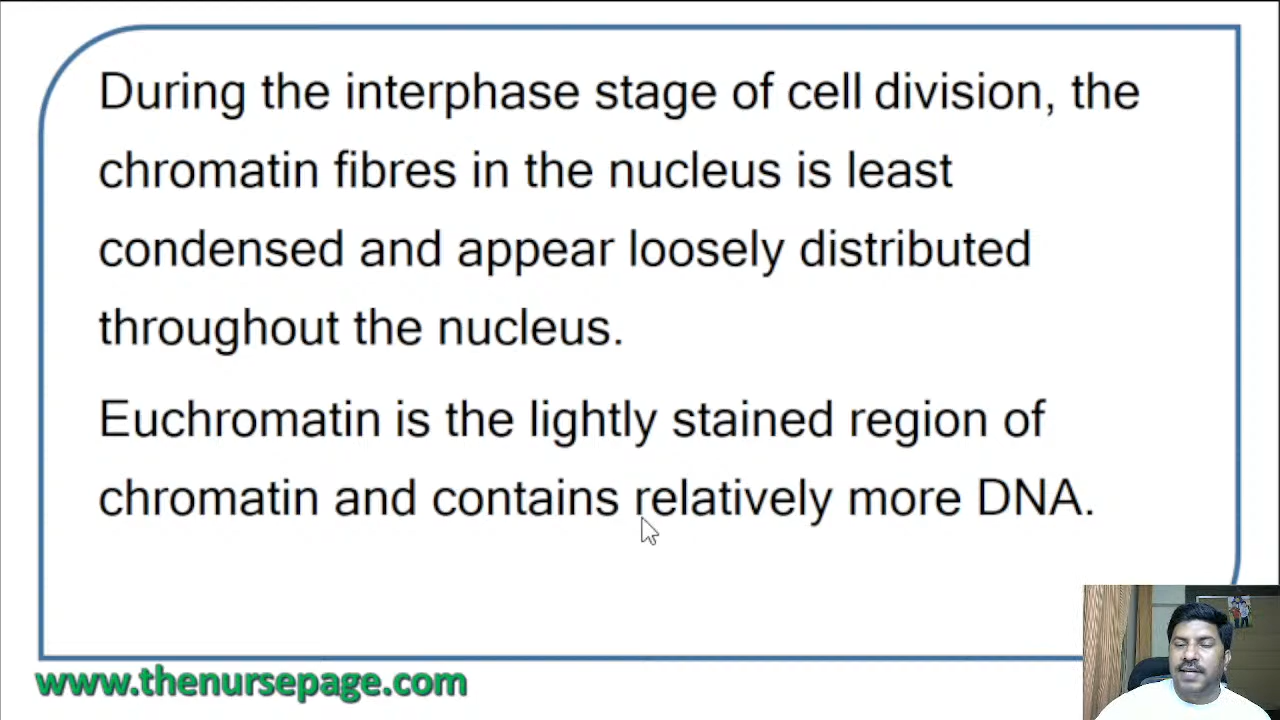 During the interphase stage of cell division, the
chromatin fibres in the nucleus is least
condensed and appear loosely distributed
throughout the nucleus.
Euchromatin is the lightly stained region of
chromatin and contains relatively more DNA.
www.thenursepage.com